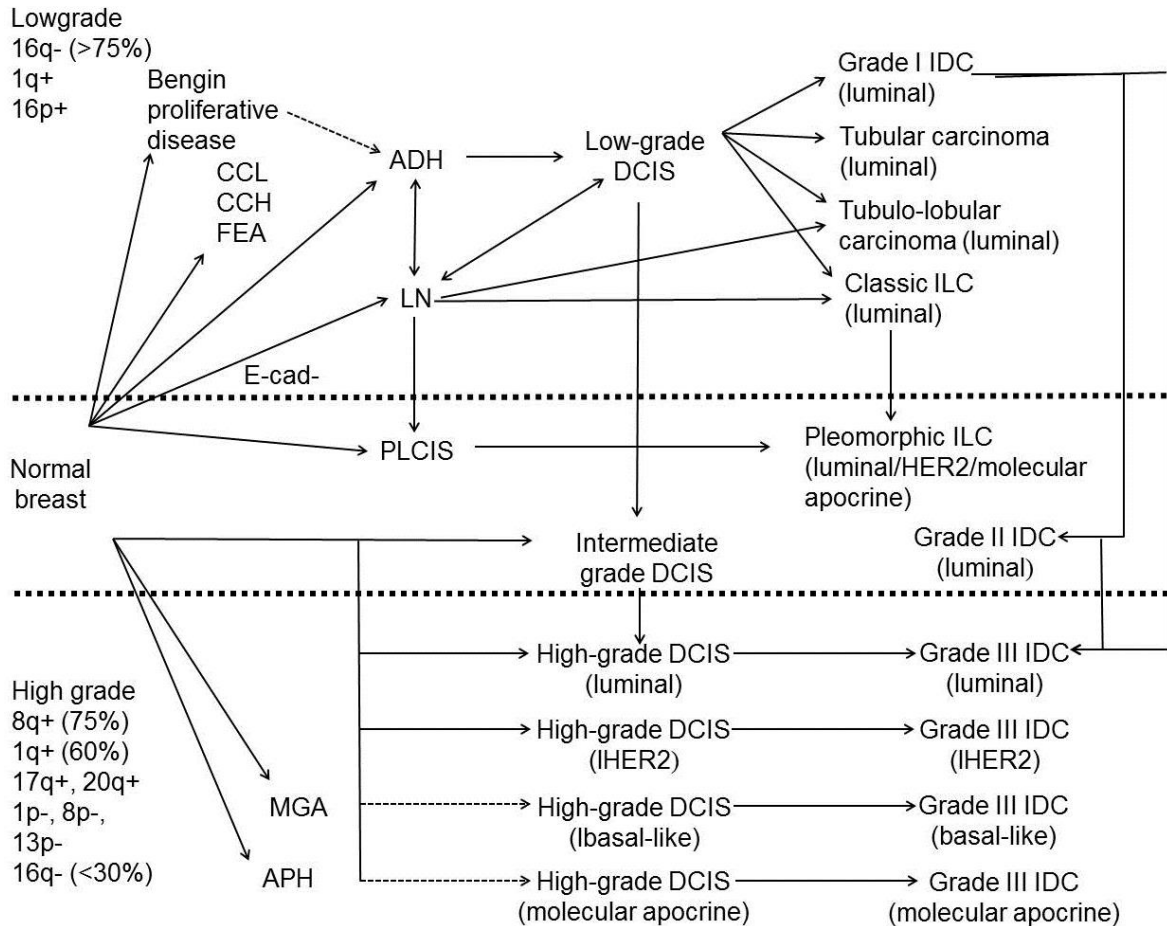 Lowgrade
16q- (>75%)
1q+
16p+
Bengin
proliferative
disease
CCL
CCH
FEA
ADH
LN
E-cad-
Low-grade
DCIS
Grade I IDC
(luminal)
Tubular carcinoma
(luminal)
Tubulo-lobular
carcinoma (luminal)
Classic ILC
(luminal)
Normal
breast
PLCIS
Pleomorphic ILC
(luminal/HER2/molecular
apocrine)
Intermediate
grade DCIS
Grade II IDC
(luminal)
High grade
8q+ (75%)
1q+ (60%)
17q+, 20q+
1p-, 8p-,
13p-
16q- (<30%)
MGA
APH
High-grade DCIS
(luminal)
Grade III IDC
(luminal)
High-grade DCIS
(lHER2)
Grade III IDC
(lHER2)
High-grade DCIS
(lbasal-like)
Grade III IDC
(basal-like)
High-grade DCIS
(molecular apocrine)
Grade III IDC
(molecular apocrine)